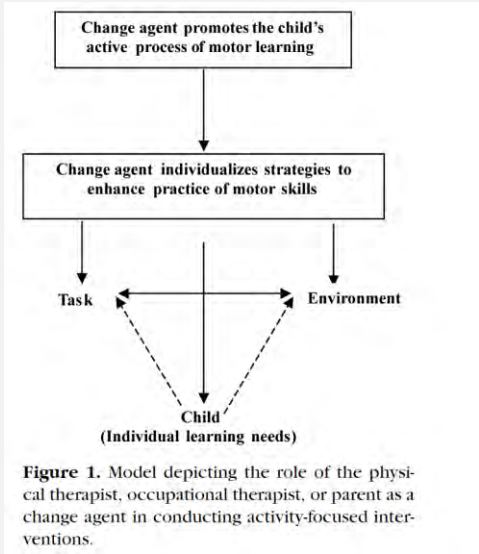 Change agent promotes the child's
active process of motor learning
Change agent individualizes strategies to
enhance practice of motor skills
Task
Environment
Child
(Individual learning needs)
Figure 1. Model depicting the role of the physi-
cal therapist, occupational therapist, or parent as a
change agent in conducting activity-focused inter-
ventions.